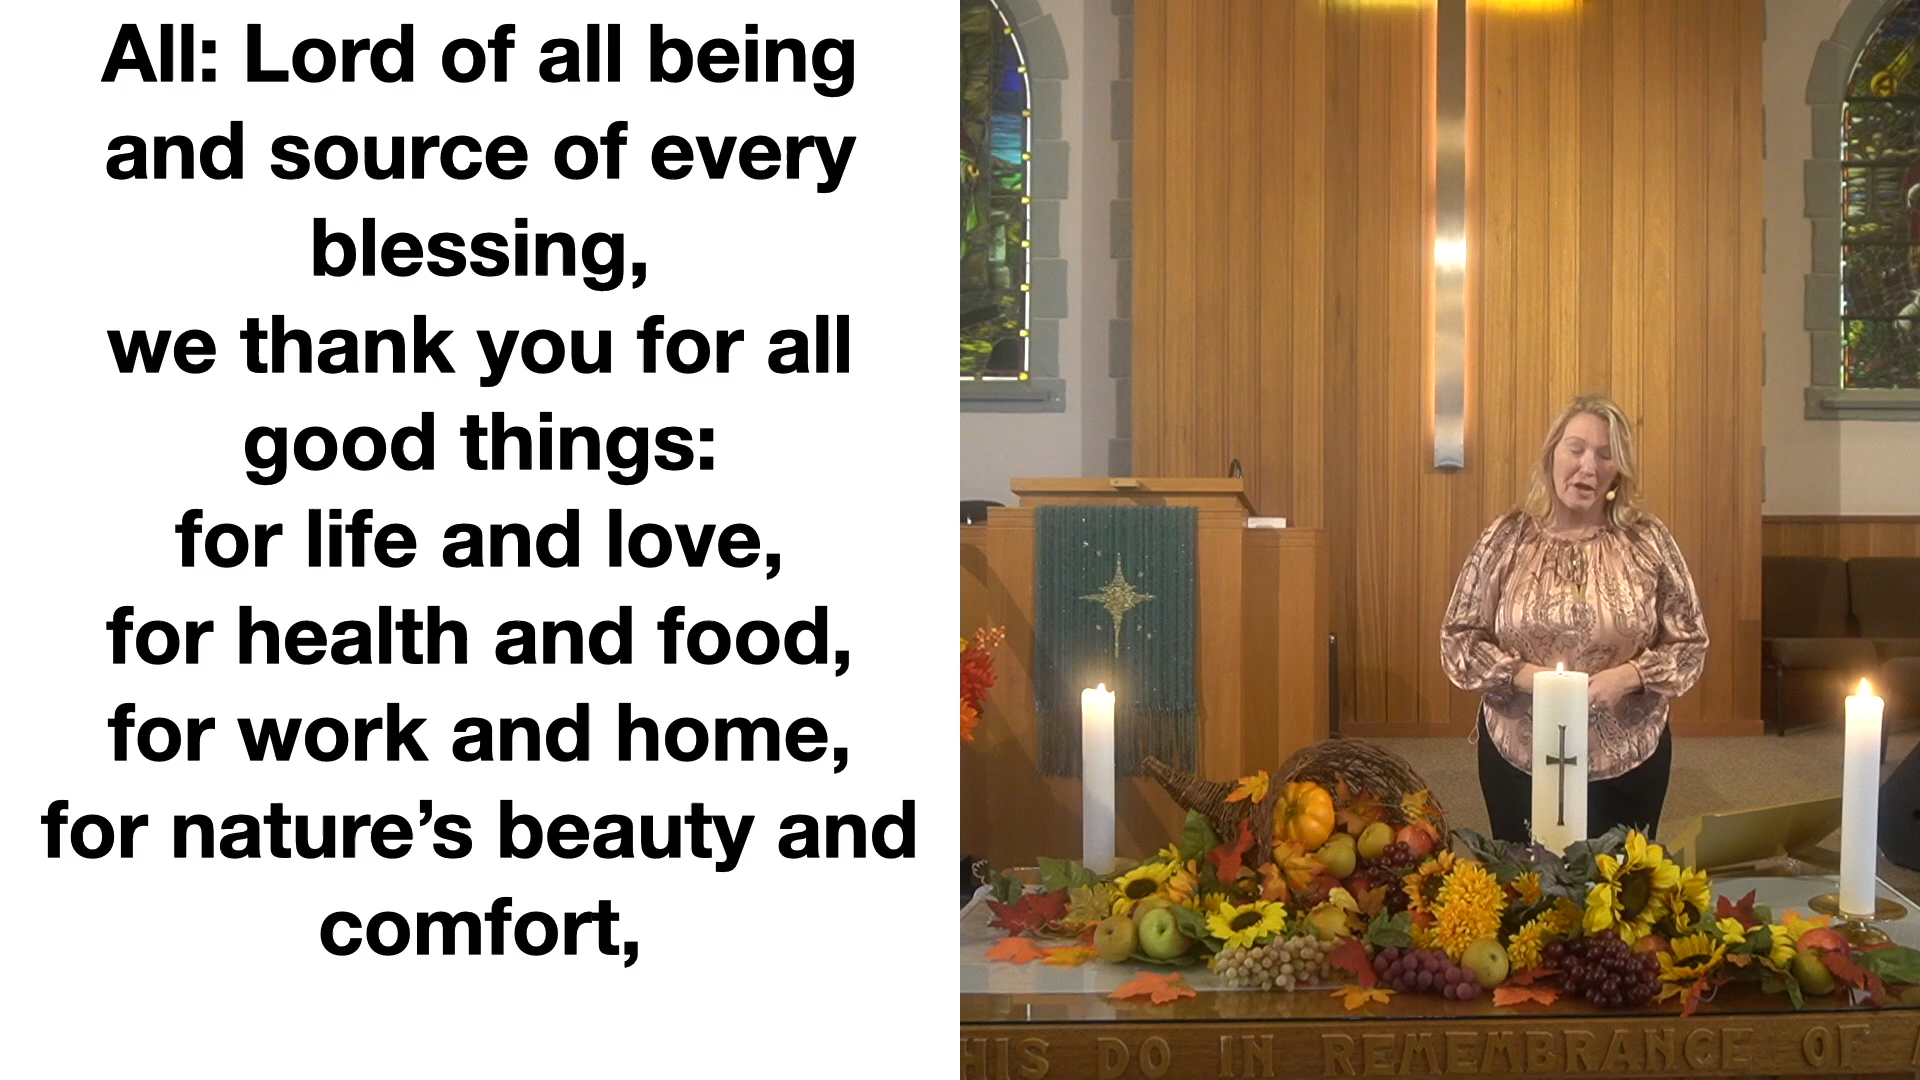 All: Lord of all being
and source of every
blessing,
we thank you for all
good things:
for life and love,
for health and food,
for work and home,
for nature’s beauty and
comfort,
HIS DO IN REMEMBRANCE OF